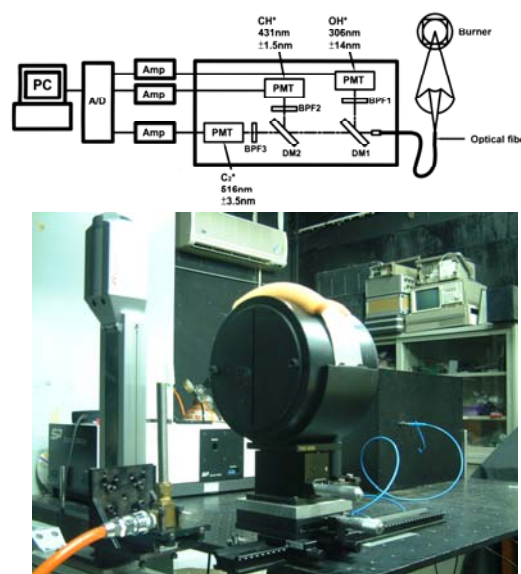 CH*
431nm
±1.5nm
OH*
306nm
±14nm
Burner
PC
A/D
Amp
Amp
Amp
PMT
PMT
PMT
BPF1
BPF2
BPF3
DM2
DM1
Optical fibe
C₂*
516nm
±3.5nm